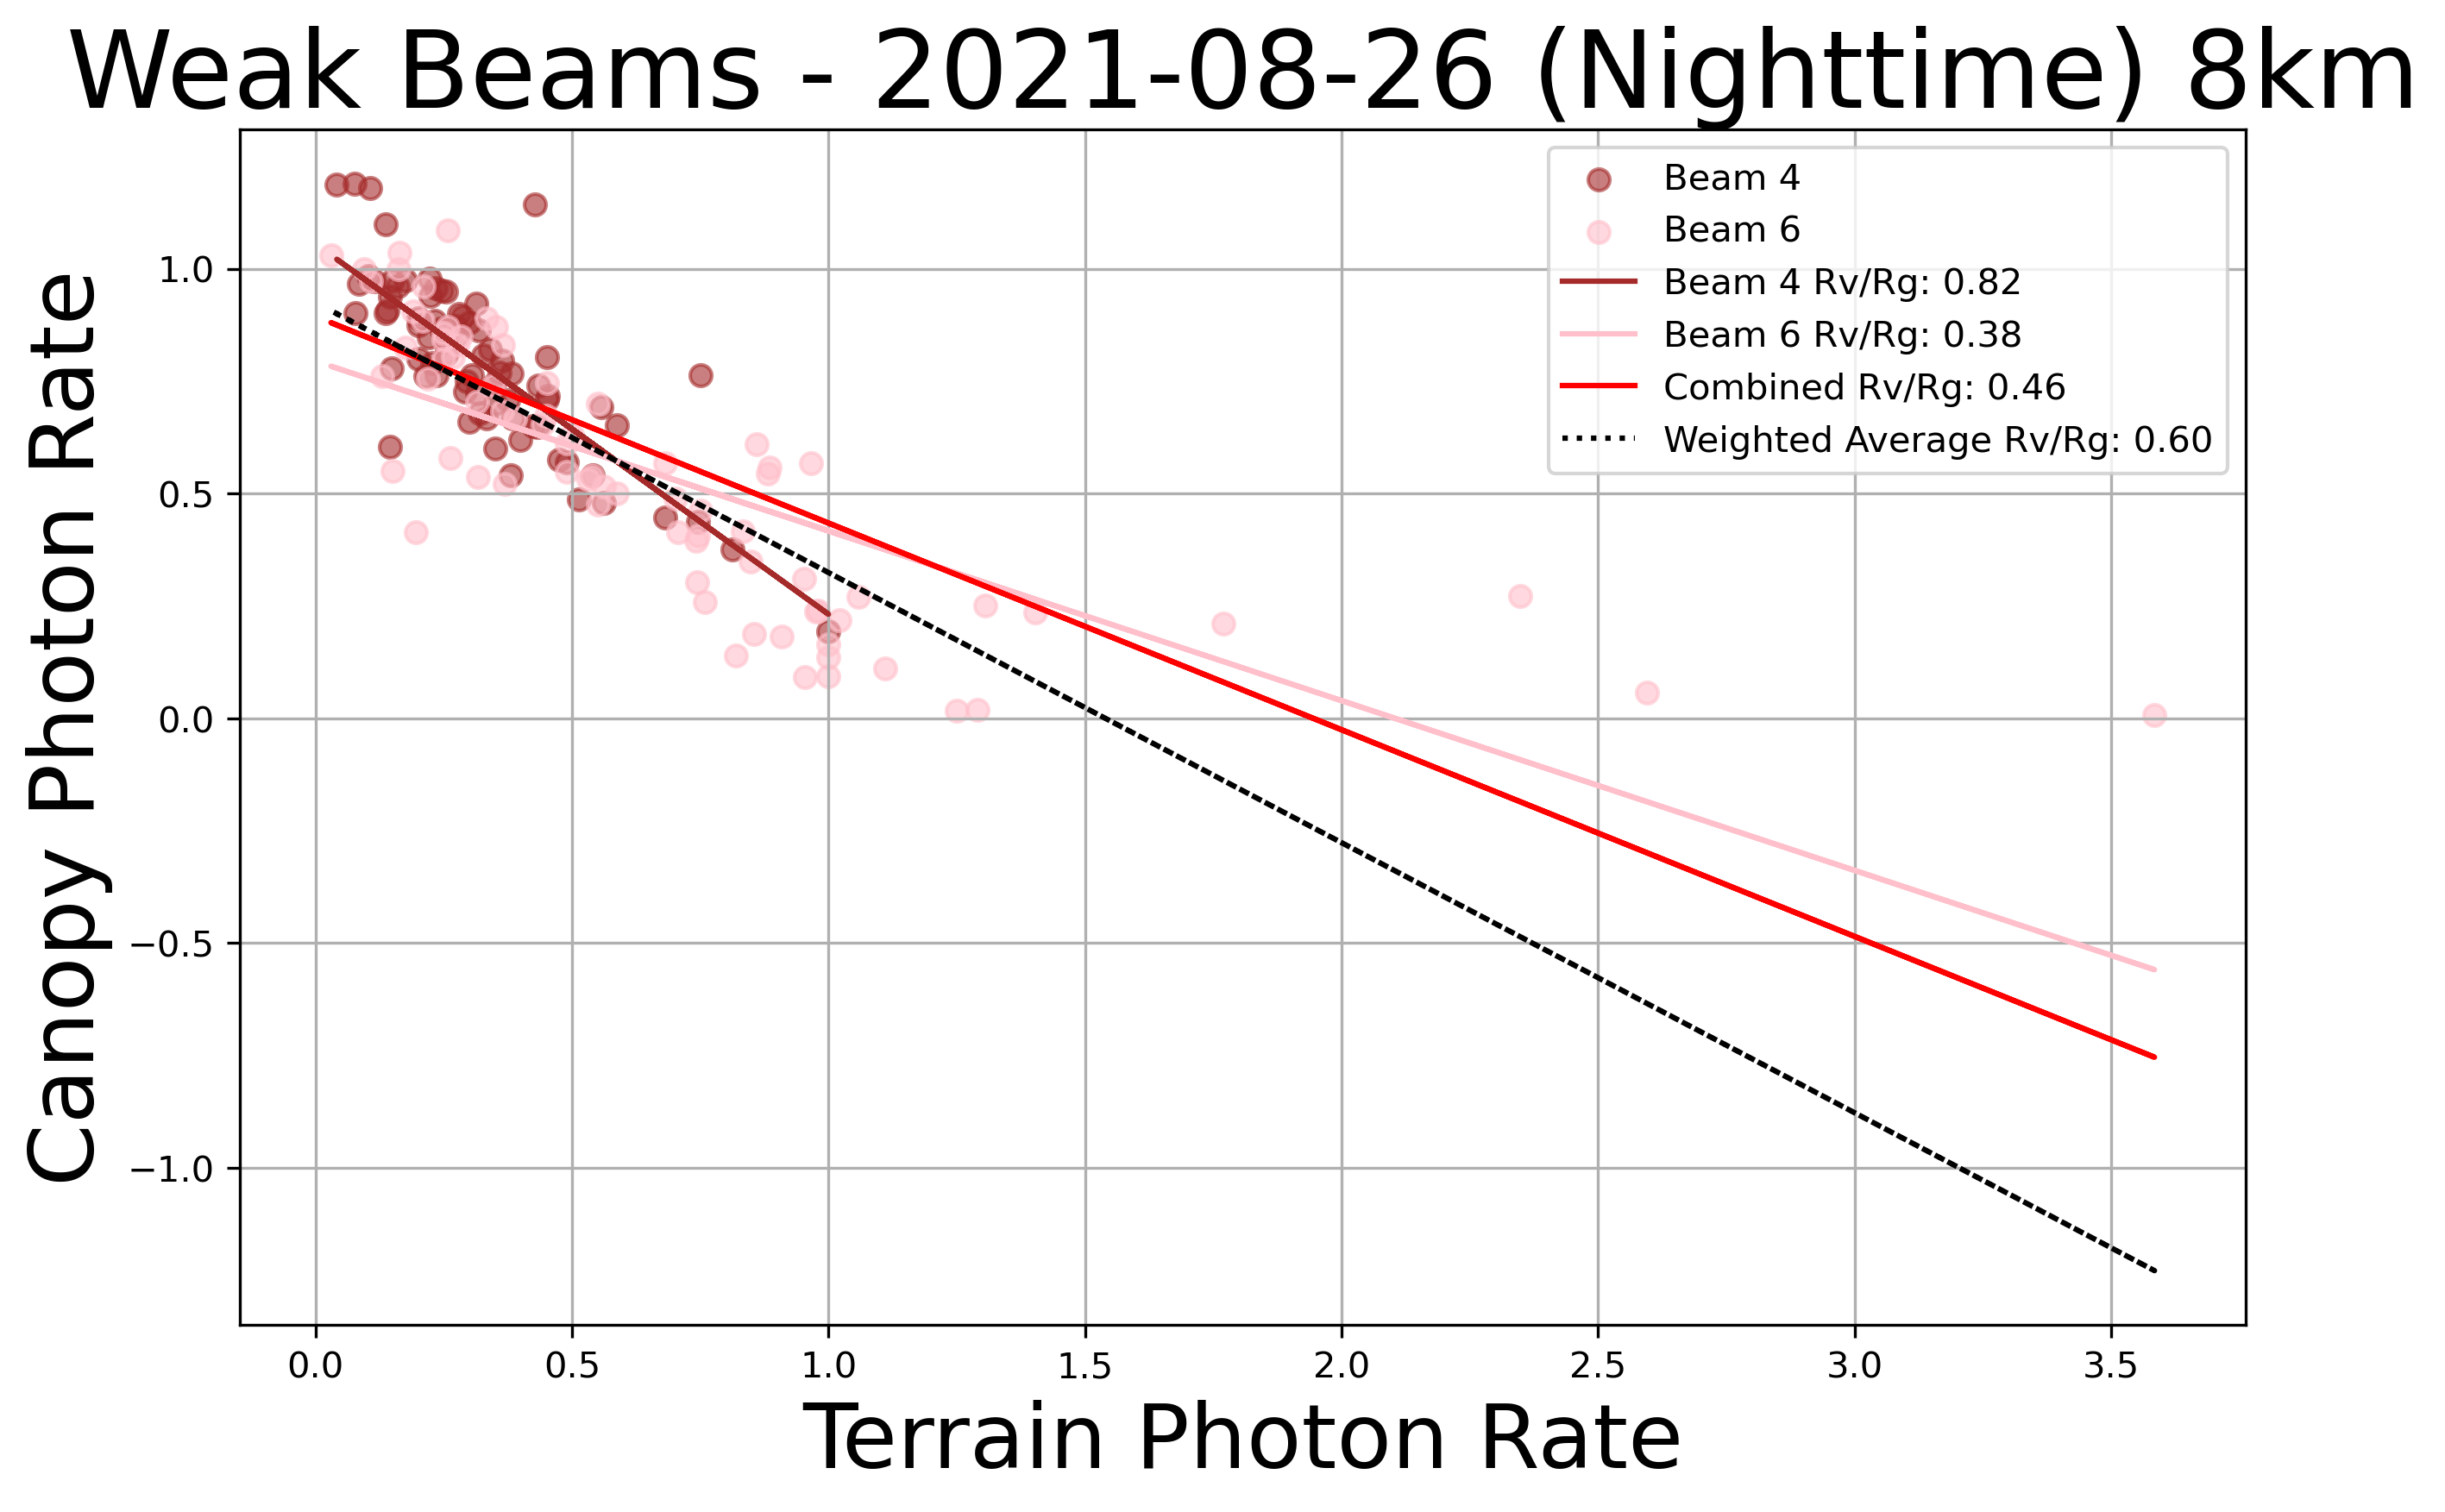 Weak Beams - 2021-08-26 (Nighttime) 8km
Beam 4
Beam 6
Beam 4 Rv/Rg: 0.82
Beam 6 Rv/Rg: 0.38
Combined Rv/Rg: 0.46
Weighted Average Rv/Rg: 0.60
Canopy Photon Rate
1.0
0.5
0.0
−0.5
−1.0
0.0 0.5 1.0 1.5 2.0 2.5 3.0 3.5
Terrain Photon Rate